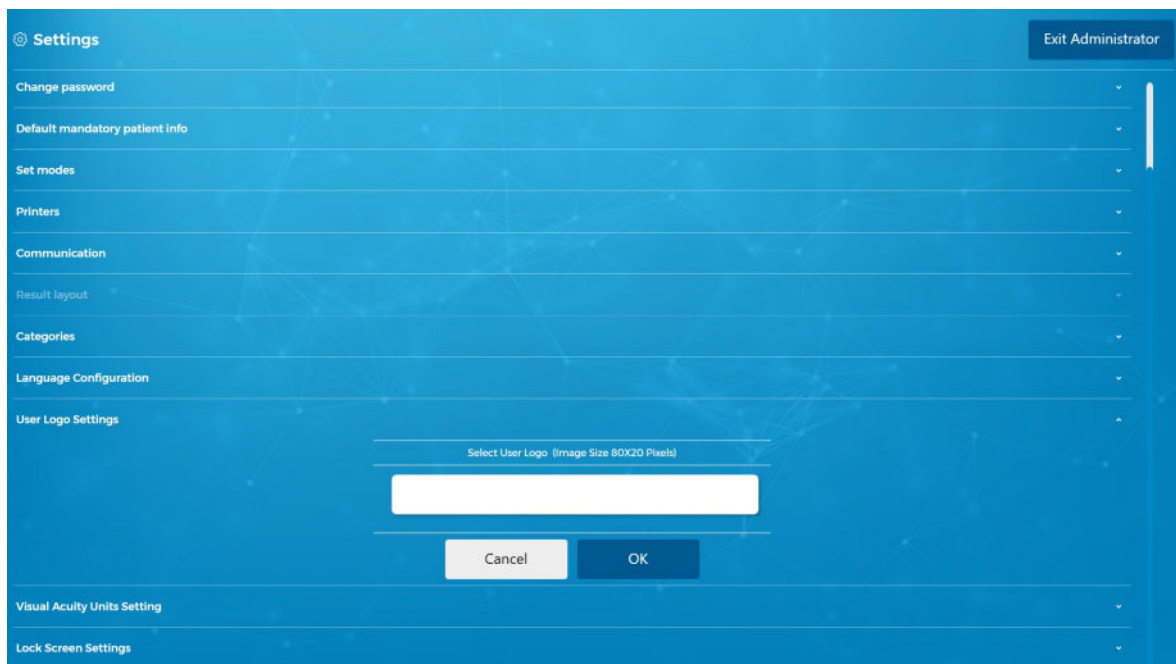 Settings
Exit Administrator
Change password
Default mandatory patient info
Set modes
Printers
Communication
Result layout
Categories
Language Configuration
User Logo Settings
Select User Logo (Image Size 80X20 Pixels)
Cancel OK
Visual Acuity Units Setting
Lock Screen Settings